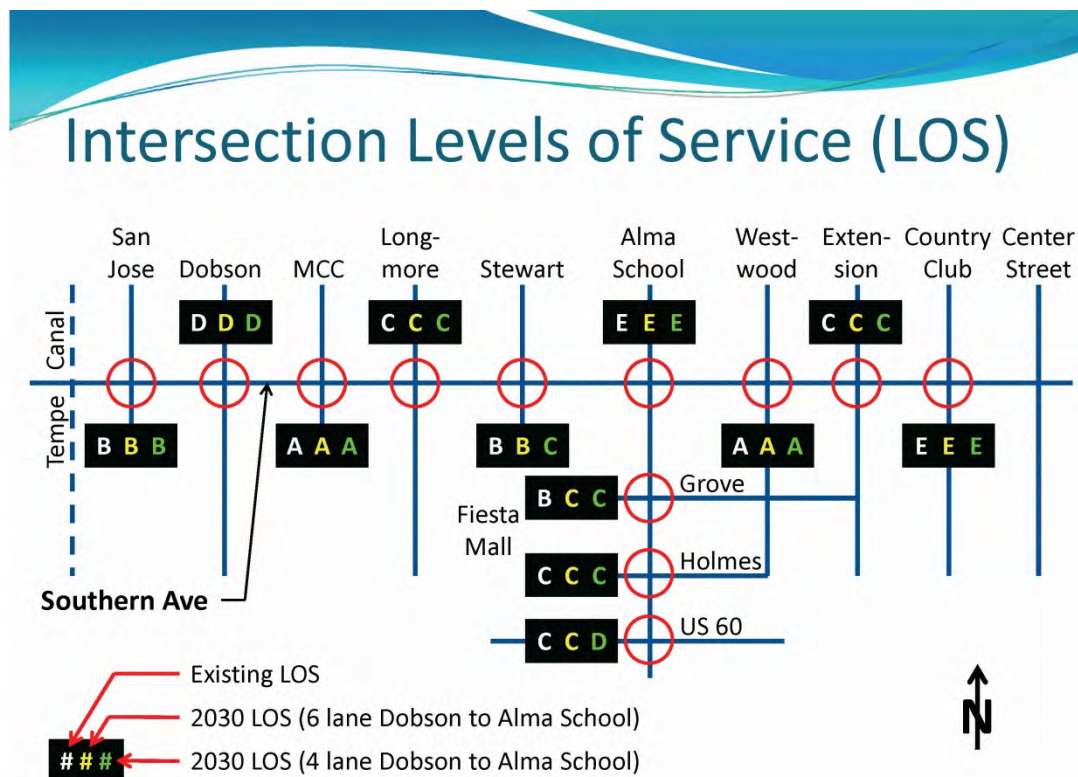 Intersection Levels of Service (LOS)
San
Jose
Dobson
MCC
Long-
more
Stewart
Alma
School
West-
wood
Exten-
sion
Country
Club
Center
Street
Canal
Tempe
D D D
C C C
E E E
C C C
B B B
A A A
B B C
A A A
E E E
B C C
Grove
Fiesta
Mall
C C C
Holmes
Southern Ave
C C D
US 60
Existing LOS
2030 LOS (6 lane Dobson to Alma School)
# # #
2030 LOS (4 lane Dobson to Alma School)
N